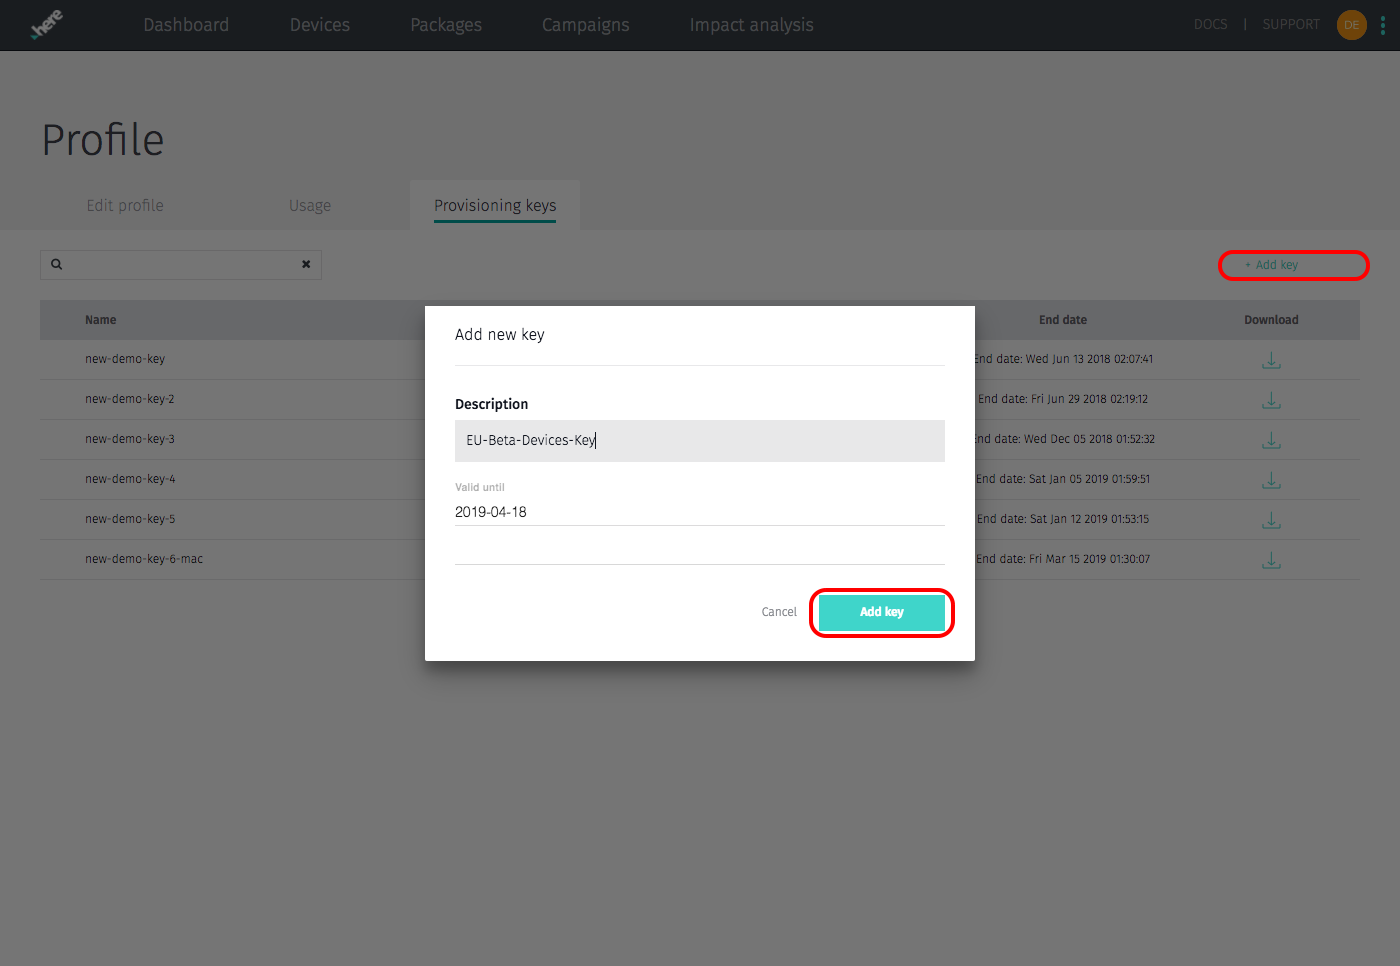 here
Dashboard Devices Packages Campaigns Impact analysis DOCS | SUPPORT DE
Profile
Edit profile Usage Provisioning keys
+ Add key
Name End date Download
new-demo-key End date: Wed Jun 13 2018 02:07:41
new-demo-key-2 End date: Fri Jun 29 2018 02:19:12
new-demo-key-3 End date: Wed Dec 05 2018 01:52:32
new-demo-key-4 End date: Sat Jan 05 2019 01:59:51
new-demo-key-5 End date: Sat Jan 12 2019 01:53:15
new-demo-key-6-mac End date: Fri Mar 15 2019 01:30:07
Add new key
Description
EU-Beta-Devices-Key
Valid until
2019-04-18
Cancel Add key